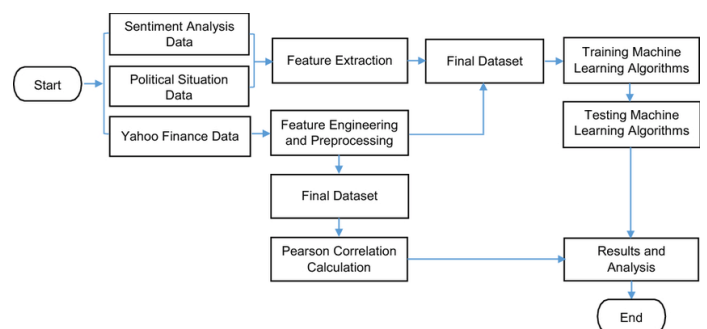 Sentiment Analysis
Data
Start
Political Situation
Data
Yahoo Finance Data
Feature Extraction
Feature Engineering
and Preprocessing
Final Dataset
Pearson Correlation
Calculation
Final Dataset
Training Machine
Learning Algorithms
Testing Machine
Learning Algorithms
Results and
Analysis
End